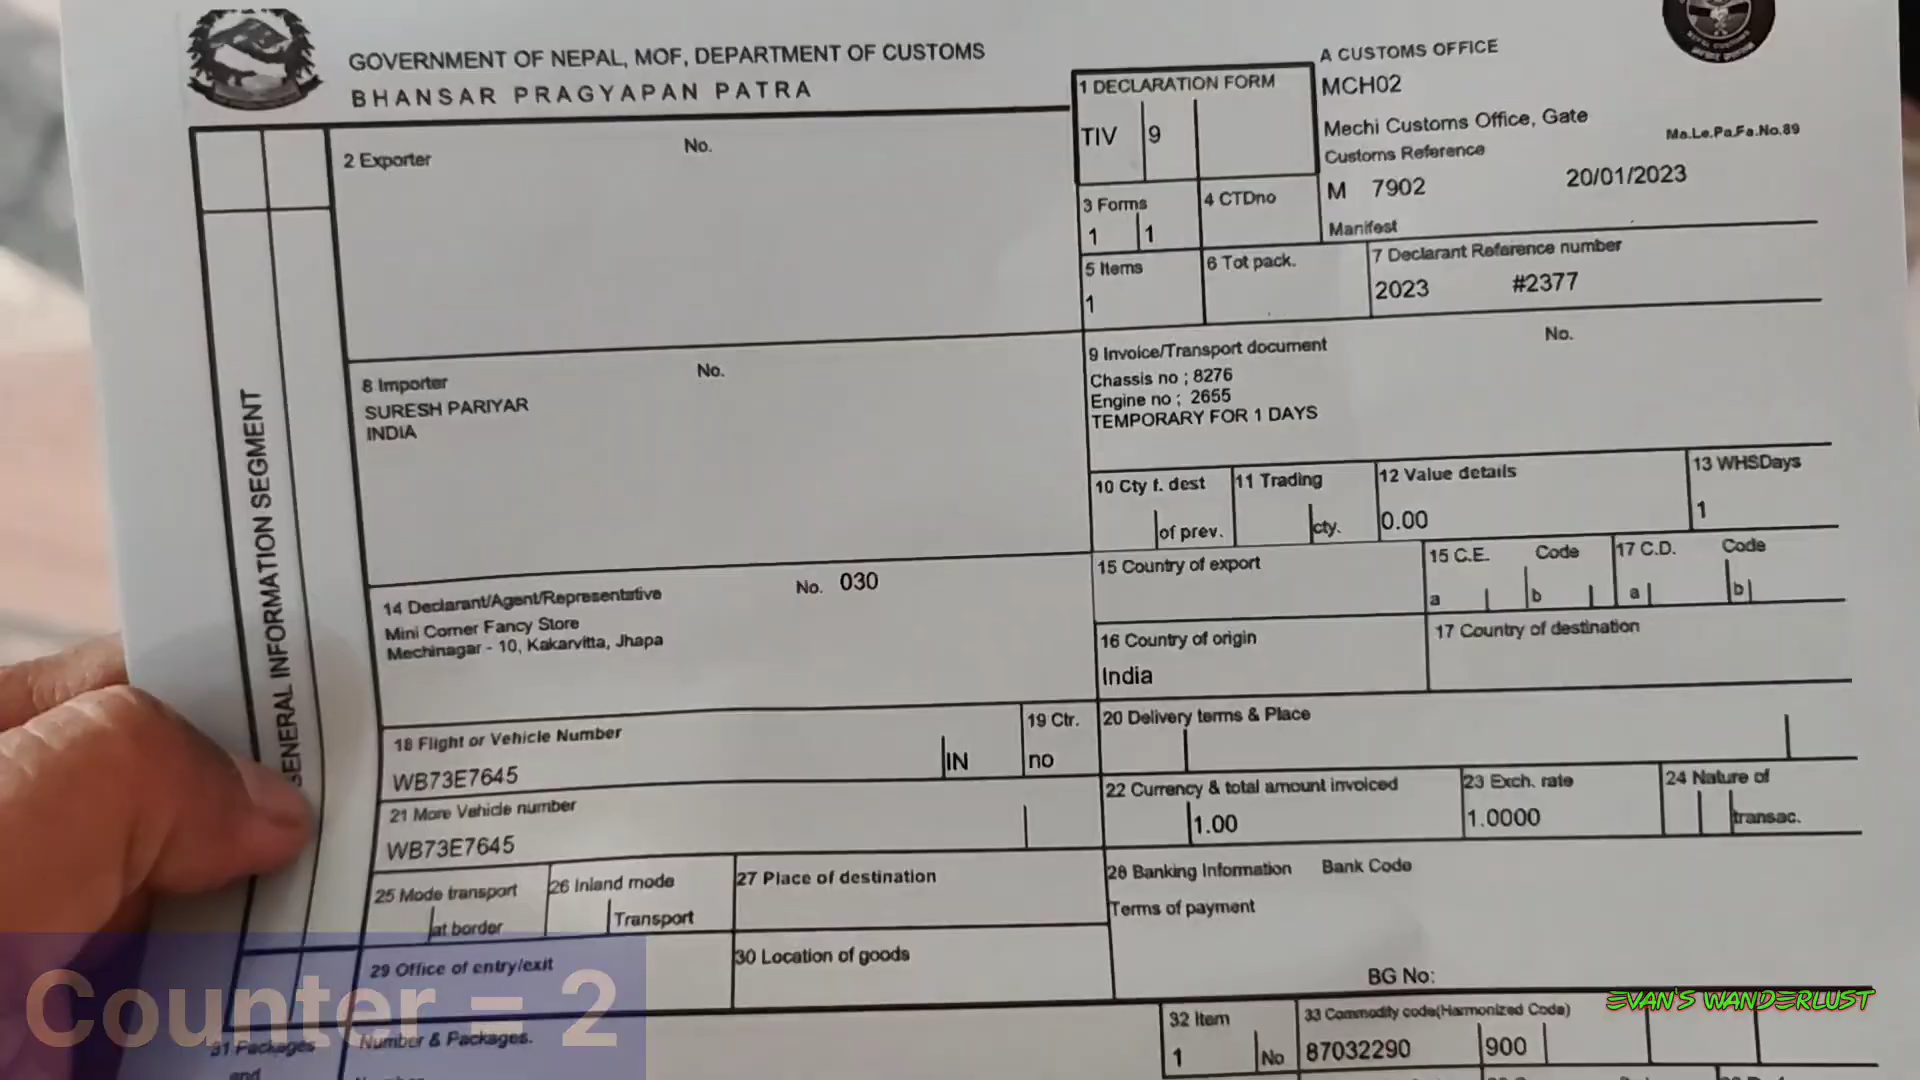 GOVERNMENT OF NEPAL, MOF, DEPARTMENT OF CUSTOMS
BHANSAR PRAGYAPAN PATRA
1 DECLARATION FORM
TIV 9
A CUSTOMS OFFICE
MCH02
Mechi Customs Office, Gate
Ma.Le.Pa.Fa.No.89
Customs Reference
M 7902 20/01/2023
Manifest
2 Exporter No.
3 Forms
1 1
4 CTDno
5 Items
1
6 Tot pack.
7 Declarant Reference number
2023 #2377
8 Importer No.
SURESH PARIYAR
INDIA
9 Invoice/Transport document No.
Chassis no ; 8276
Engine no ; 2655
TEMPORARY FOR 1 DAYS
10 Cty f. dest
of prev.
11 Trading
cty.
12 Value details
0.00
13 WHSDays
1
GENERAL INFORMATION SEGMENT
14 Declarant/Agent/Representative No. 030
Mini Corner Fancy Store
Mechinagar - 10, Kakarvitta, Jhapa
15 Country of export
15 C.E. Code
a b
17 C.D. Code
a b
16 Country of origin
India
17 Country of destination
18 Flight or Vehicle Number
WB73E7645 IN
19 Ctr.
no
20 Delivery terms & Place
21 More Vehicle number
WB73E7645
22 Currency & total amount invoiced
1.00
23 Exch. rate
1.0000
24 Nature of
transac.
25 Mode transport
at border
26 Inland mode
Transport
27 Place of destination
28 Banking Information Bank Code
Terms of payment
BG No:
29 Office of entry/exit
30 Location of goods
31 Packages
and
Number & Packages.
32 Item
1 No
33 Commodity code(Harmonized Code)
87032290 900
Counter = 2
EVAN'S WANDERLUST